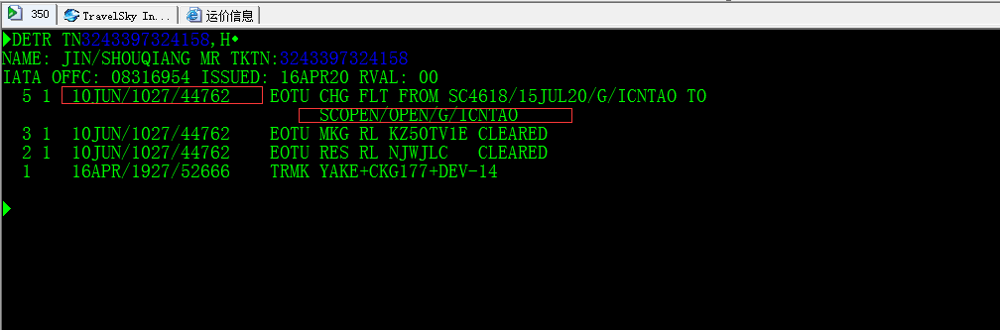 350 TravelSky In... 运价信息
DETR TN3243397324158,H
NAME: JIN/SHOUQIANG MR TKTN:3243397324158
IATA OFFC: 08316954 ISSUED: 16APR20 RVAL: 00
5 1 10JUN/1027/44762 EOTU CHG FLT FROM SC4618/15JUL20/G/ICNTAO TO
SCOPEN/OPEN/G/ICNTAO
3 1 10JUN/1027/44762 EOTU MKG RL KZ50TV1E CLEARED
2 1 10JUN/1027/44762 EOTU RES RL NJWJLC CLEARED
1 16APR/1927/52666 TRMK YAKE+CKG177+DEV-14